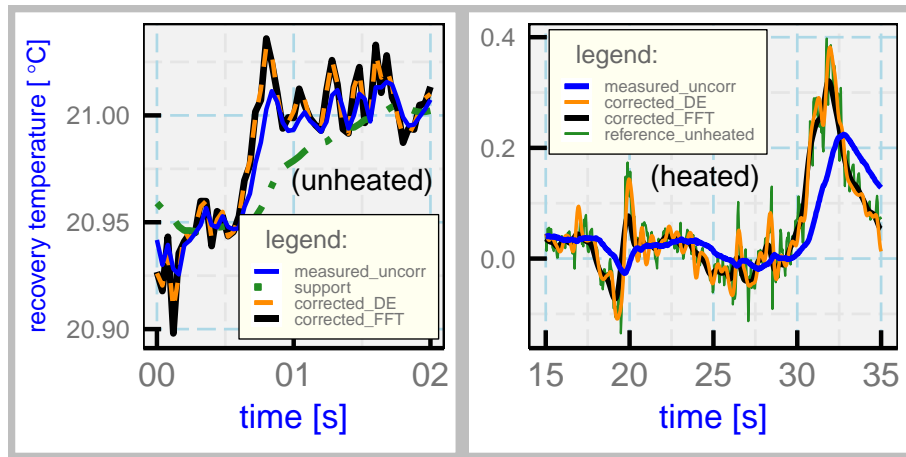 recovery temperature [ °C]
21.00
20.95
20.90
(unheated)
legend:
measured_uncorr
support
corrected_DE
corrected_FFT
00
01
02
time [s]
0.4
0.2
0.0
legend:
measured_uncorr
corrected_DE
corrected_FFT
reference_unheated
(heated)
15
20
25
30
35
time [s]